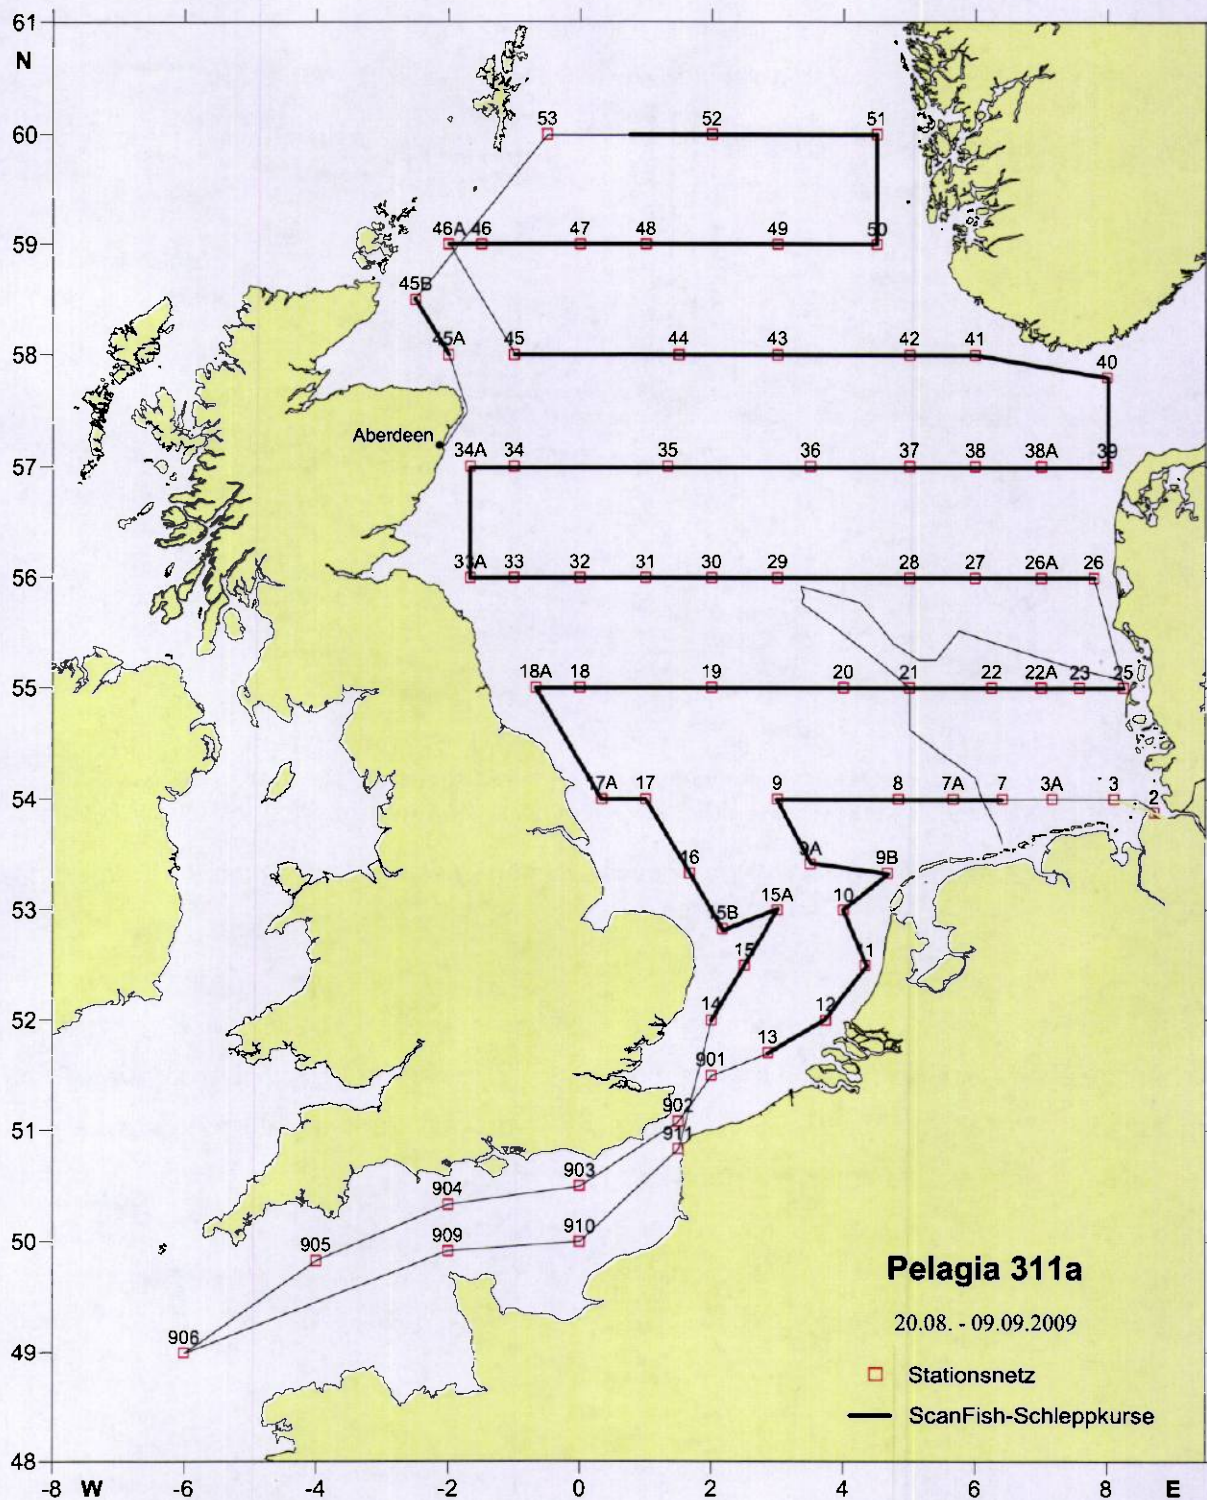 61
N
60
53 52 51
59
46A 46 47 48 49 50
45B
58
45A 45 44 43 42 41
40
Aberdeen
57
34A 34 35 36 37 38 38A 39
56
33A 33 32 31 30 29 28 27 26A 26
55
18A 18 19 20 21 22 22A 23 25
54
17A 17 9 8 7A 7 3A 3 2
16 9A 9B
53
15B 15A 10
15 11
52
14 12
13
901
51
902
911
903
904
50
905 909 910
Pelagia 311a
20.08. - 09.09.2009
49
906
Stationsnetz
ScanFish-Schleppkurse
48
-8 W -6 -4 -2 0 2 4 6 8 E